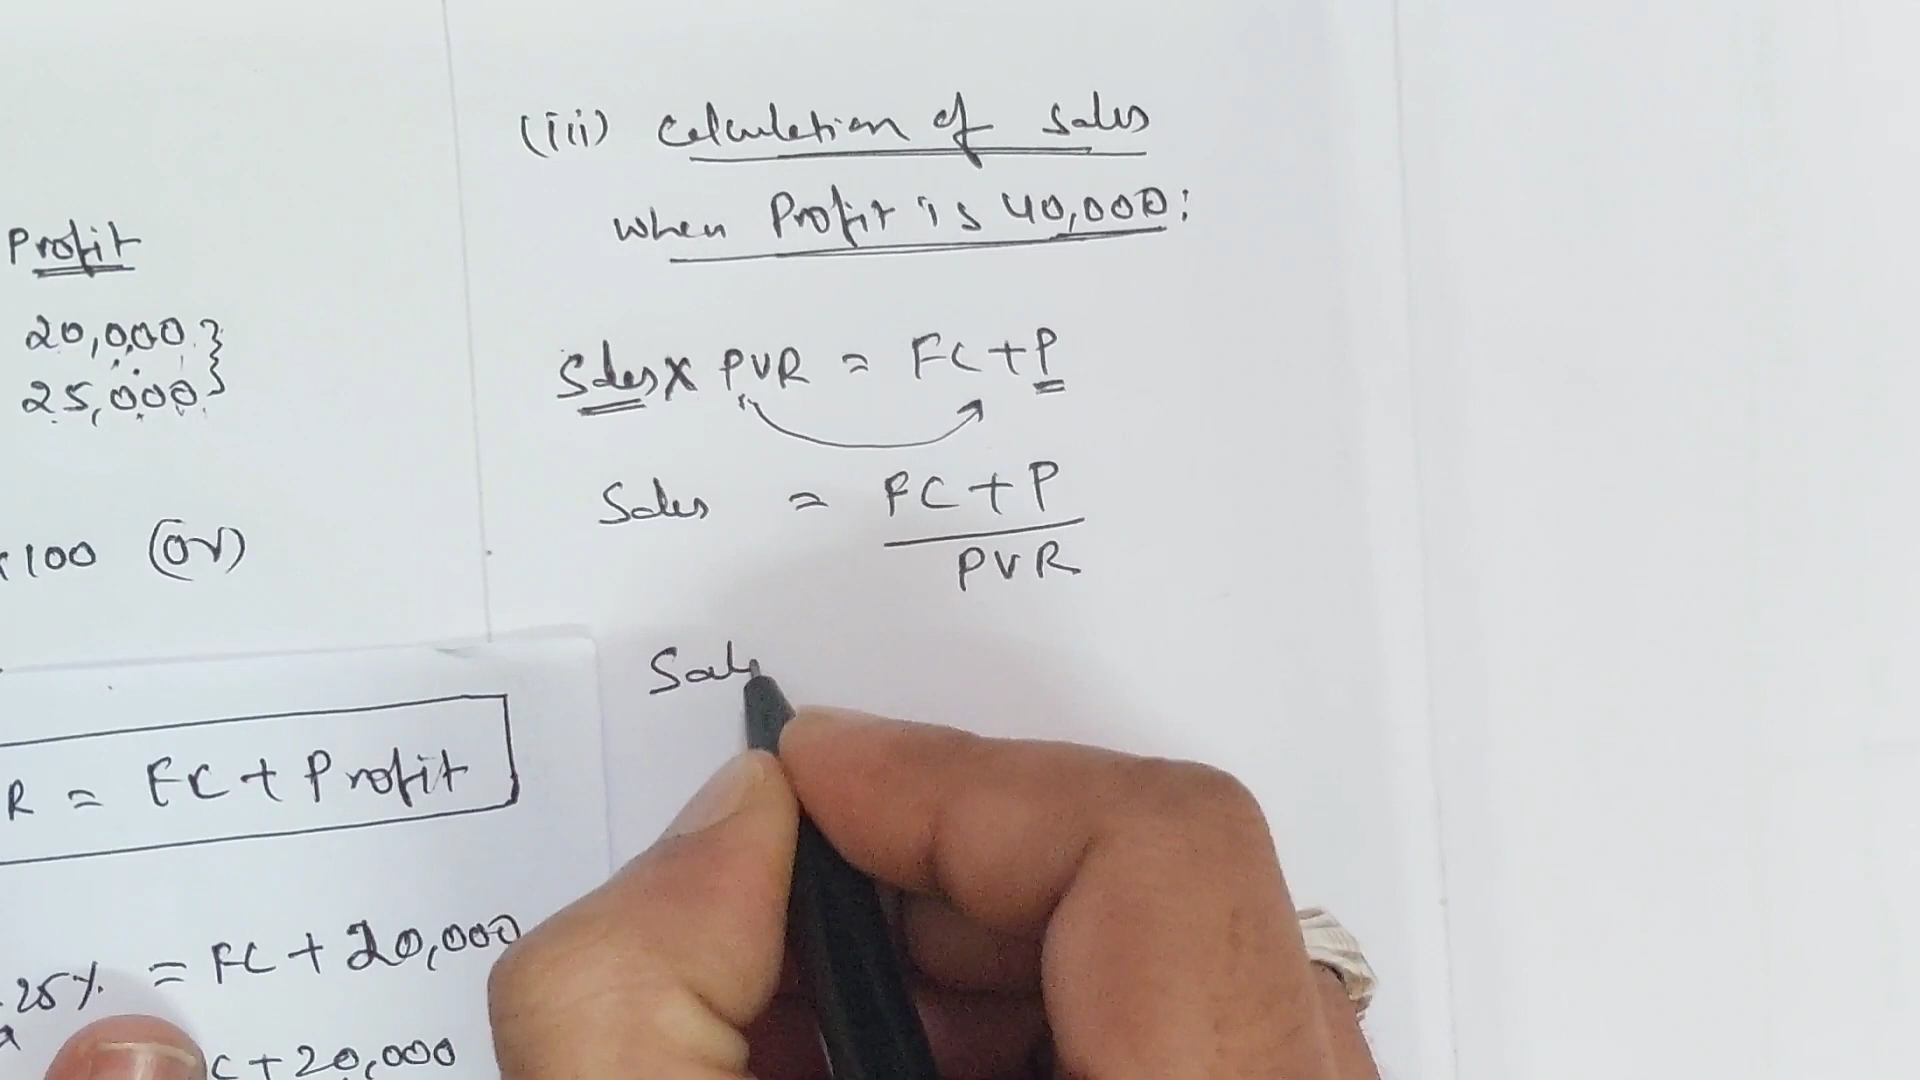 Profit
20,000
25,000
100 (or)
R = FC + Profit
25% = FC + 20,000
C + 20,000
(iii) Calculation of Sales
when Profit is 40,000:
Sales x PVR = FC + P
Sales = FC + P
PVR
Sale